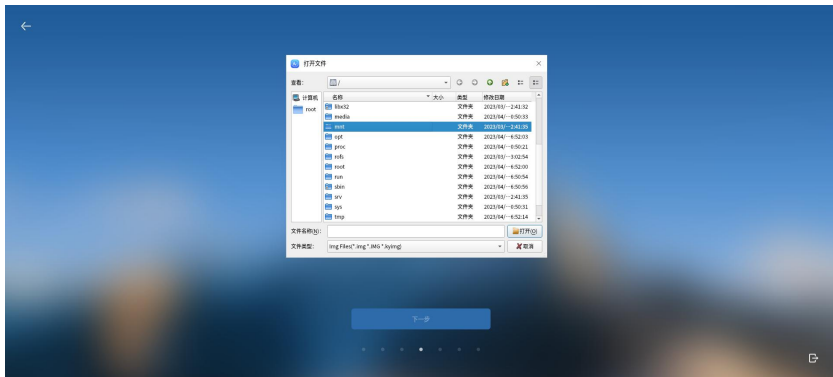 打开文件
查看: /
计算机
root
名称 大小 类型 修改日期
libx32 文件夹 2023/03/···2:41:32
media 文件夹 2023/04/···0:50:33
mnt 文件夹 2023/03/···2:41:35
opt 文件夹 2023/04/···6:52:03
proc 文件夹 2023/04/···0:50:21
rofs 文件夹 2023/03/···3:02:54
root 文件夹 2023/04/···6:52:00
run 文件夹 2023/04/···6:50:54
sbin 文件夹 2023/04/···6:50:56
srv 文件夹 2023/03/···2:41:35
sys 文件夹 2023/04/···0:50:31
tmp 文件夹 2023/04/···6:52:14
文件名称(N): 打开(O)
文件类型: Img Files(*.img *.IMG *.kyimg) 取消
下一步